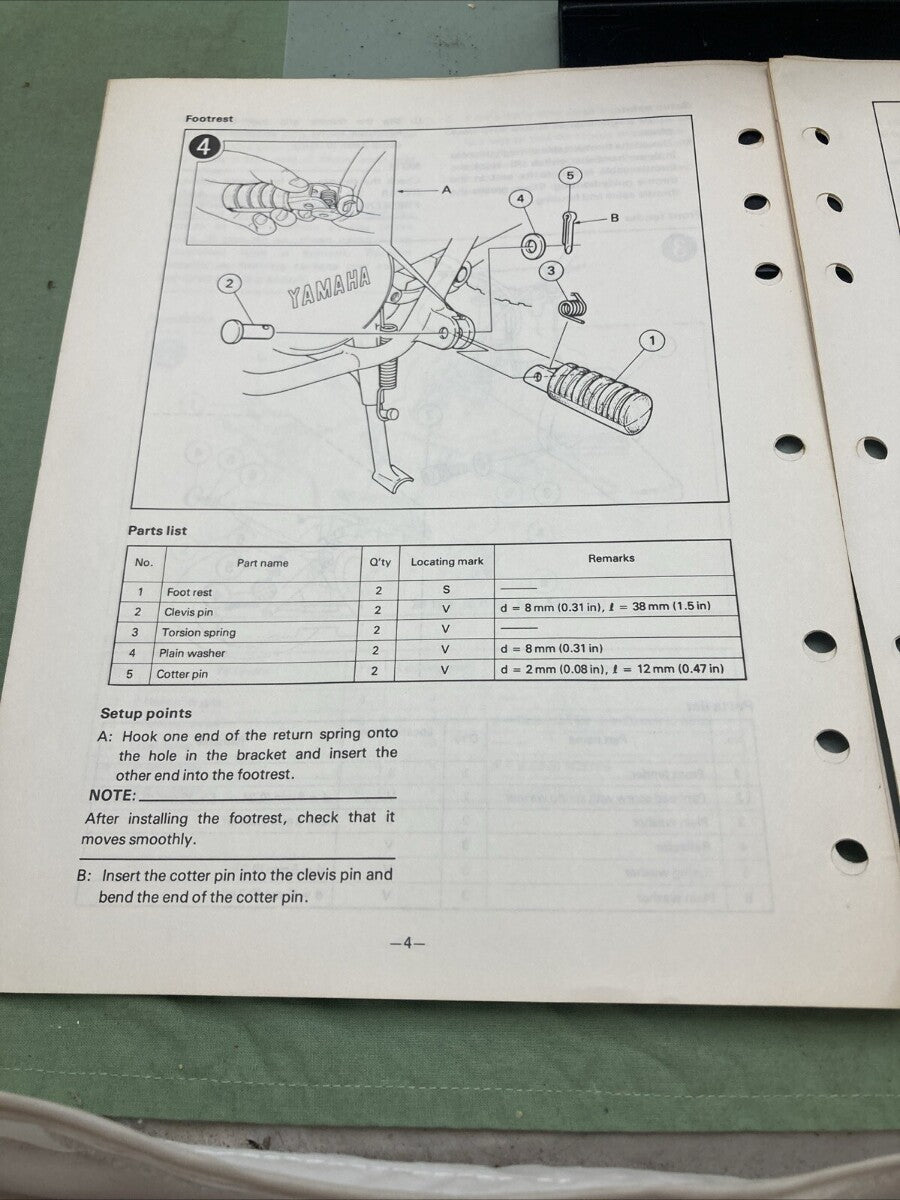 Footrest
4
A
5
4
B
3
2
YAMAHA
1
Parts list
No. Part name Q'ty Locating mark Remarks
1 Foot rest 2 S ——
2 Clevis pin 2 V d = 8 mm (0.31 in), ℓ = 38 mm (1.5 in)
3 Torsion spring 2 V ——
4 Plain washer 2 V d = 8 mm (0.31 in)
5 Cotter pin 2 V d = 2 mm (0.08 in), ℓ = 12 mm (0.47 in)
Setup points
A: Hook one end of the return spring onto
the hole in the bracket and insert the
other end into the footrest.
NOTE:
After installing the footrest, check that it
moves smoothly.
B: Insert the cotter pin into the clevis pin and
bend the end of the cotter pin.
—4—